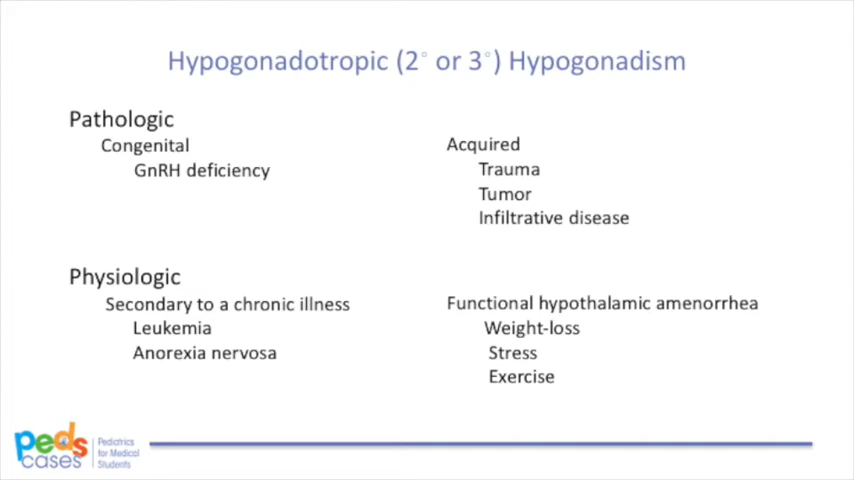 Hypogonadotropic (2° or 3°) Hypogonadism
Pathologic
Congenital
GnRH deficiency
Acquired
Trauma
Tumor
Infiltrative disease
Physiologic
Secondary to a chronic illness
Leukemia
Anorexia nervosa
Functional hypothalamic amenorrhea
Weight-loss
Stress
Exercise
peds
cases
Pediatrics
for Medical
Students